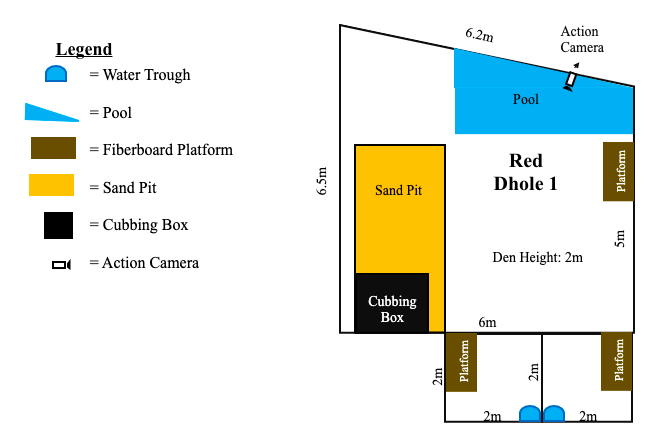 Legend
= Water Trough
= Pool
= Fiberboard Platform
= Sand Pit
= Cubbing Box
= Action Camera
6.2m
Action
Camera
Pool
Red
Dhole 1
Platform
Sand Pit
6.5m
5m
Den Height: 2m
Cubbing
Box
6m
Platform
Platform
2m
2m
2m
2m